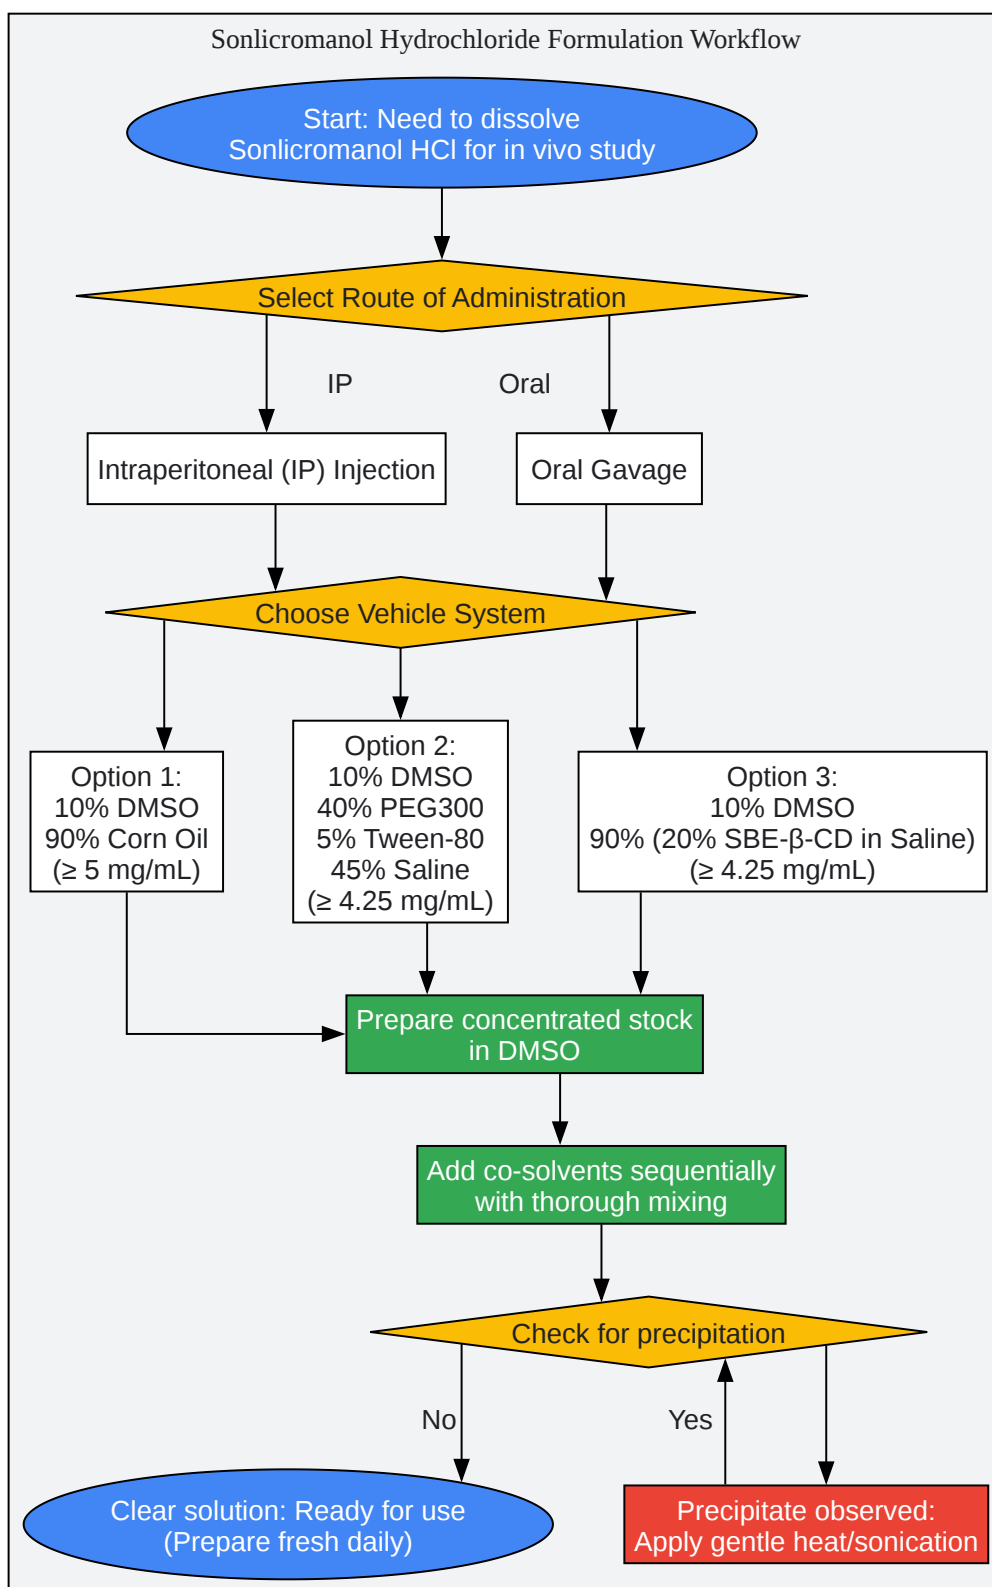 Sonlicromanol Hydrochloride Formulation Workflow
Start: Need to dissolve
Sonlicromanol HCl for in vivo study
Select Route of Administration
IP
Oral
Intraperitoneal (IP) Injection
Oral Gavage
Choose Vehicle System
Option 1:
10% DMSO
90% Corn Oil
(≥ 5 mg/mL)
Option 2:
10% DMSO
40% PEG300
5% Tween-80
45% Saline
(≥ 4.25 mg/mL)
Option 3:
10% DMSO
90% (20% SBE-β-CD in Saline)
(≥ 4.25 mg/mL)
Prepare concentrated stock
in DMSO
Add co-solvents sequentially
with thorough mixing
Check for precipitation
No
Yes
Clear solution: Ready for use
(Prepare fresh daily)
Precipitate observed:
Apply gentle heat/sonication